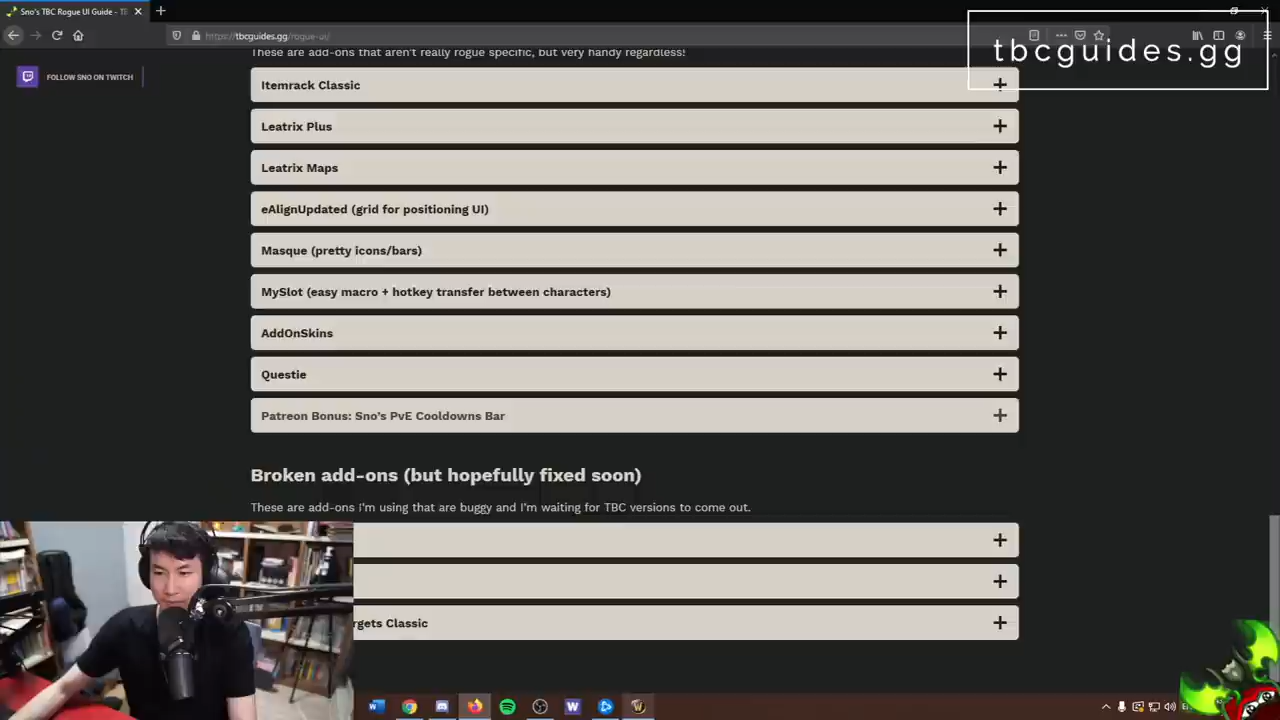 Sno's TBC Rogue UI Guide - T
https://tbcguides.gg/rogue-ui/
tbcguides.gg
These are add-ons that aren't really rogue specific, but very handy regardless!
FOLLOW SNO ON TWITCH
Itemrack Classic
Leatrix Plus
Leatrix Maps
eAlignUpdated (grid for positioning UI)
Masque (pretty icons/bars)
MySlot (easy macro + hotkey transfer between characters)
AddOnSkins
Questie
Patreon Bonus: Sno's PvE Cooldowns Bar
Broken add-ons (but hopefully fixed soon)
These are add-ons I'm using that are buggy and I'm waiting for TBC versions to come out.
rgets Classic